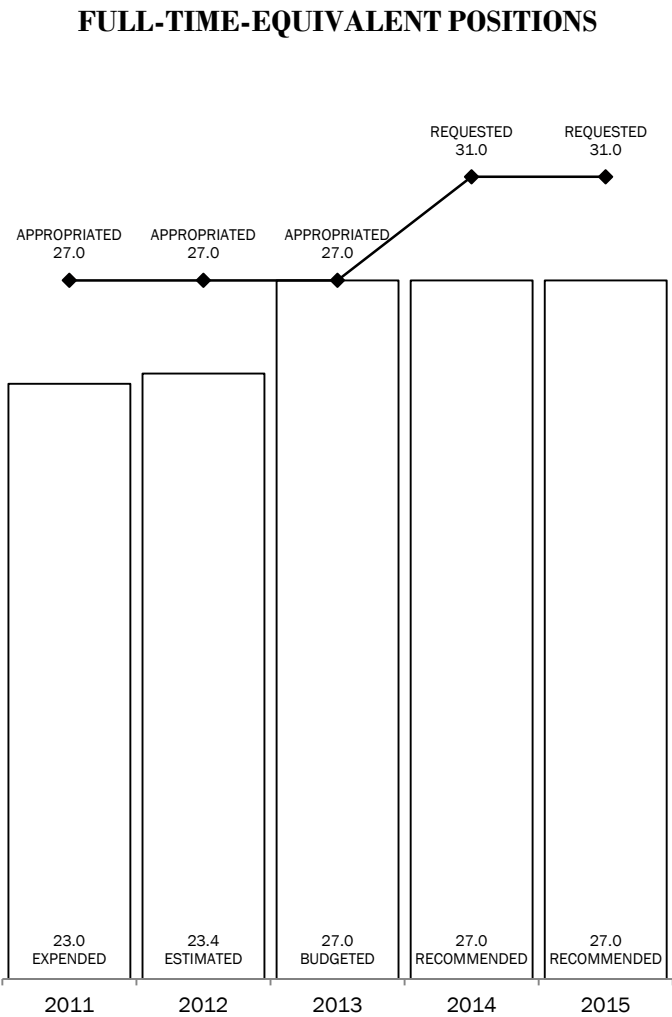 FULL-TIME-EQUIVALENT POSITIONS
REQUESTED REQUESTED
31.0 31.0
APPROPRIATED APPROPRIATED APPROPRIATED
27.0 27.0 27.0
23.0 23.4 27.0 27.0 27.0
EXPENDED ESTIMATED BUDGETED RECOMMENDED RECOMMENDED
2011 2012 2013 2014 2015